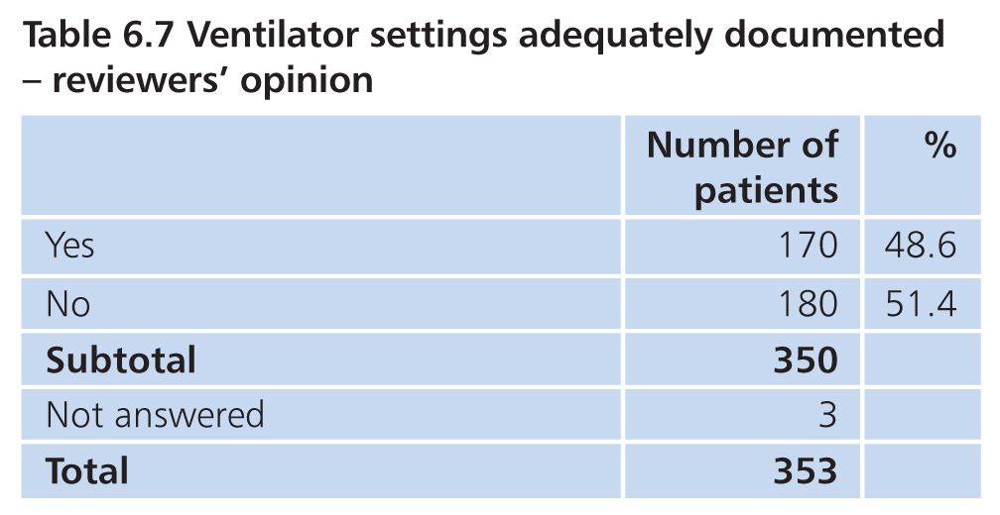 Table 6.7 Ventilator settings adequately documented
– reviewers’ opinion
Number of %
patients
Yes 170 48.6
No 180 51.4
Subtotal 350
Not answered 3
Total 353